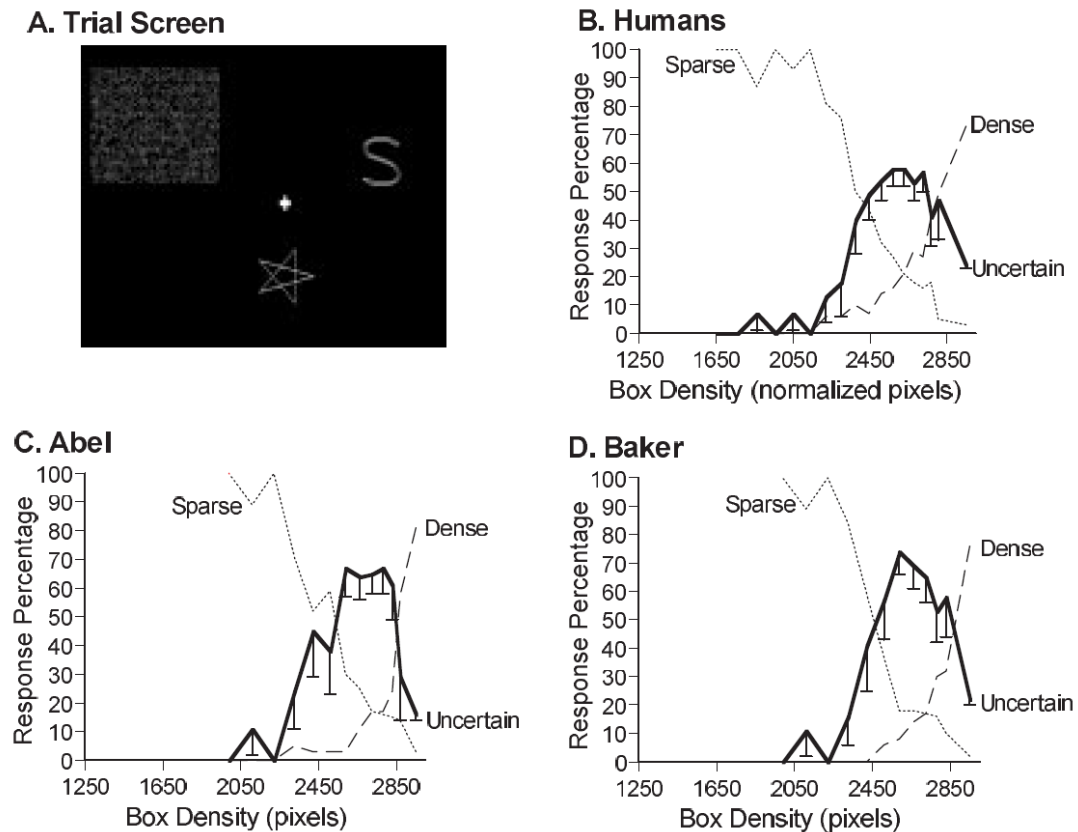 A. Trial Screen
S
B. Humans
Response Percentage
100
90
80
70
60
50
40
30
20
10
0
Sparse
Dense
Uncertain
1250 1650 2050 2450 2850
Box Density (normalized pixels)
C. Abel
Response Percentage
100
90
80
70
60
50
40
30
20
10
0
Sparse
Dense
Uncertain
1250 1650 2050 2450 2850
Box Density (pixels)
D. Baker
Response Percentage
100
90
80
70
60
50
40
30
20
10
0
Sparse
Dense
Uncertain
1250 1650 2050 2450 2850
Box Density (pixels)